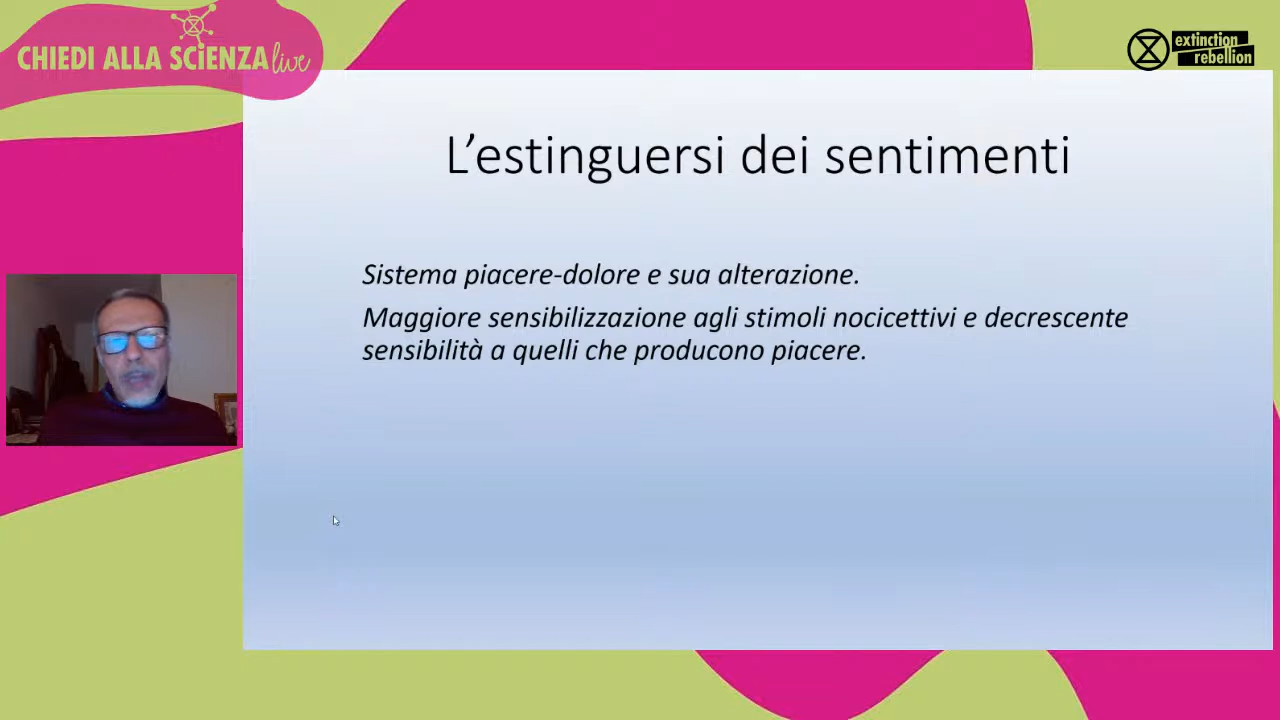 CHIEDI ALLA SCIENZA live
extinction
rebellion
L'estinguersi dei sentimenti
Sistema piacere-dolore e sua alterazione.
Maggiore sensibilizzazione agli stimoli nocicettivi e decrescente
sensibilità a quelli che producono piacere.